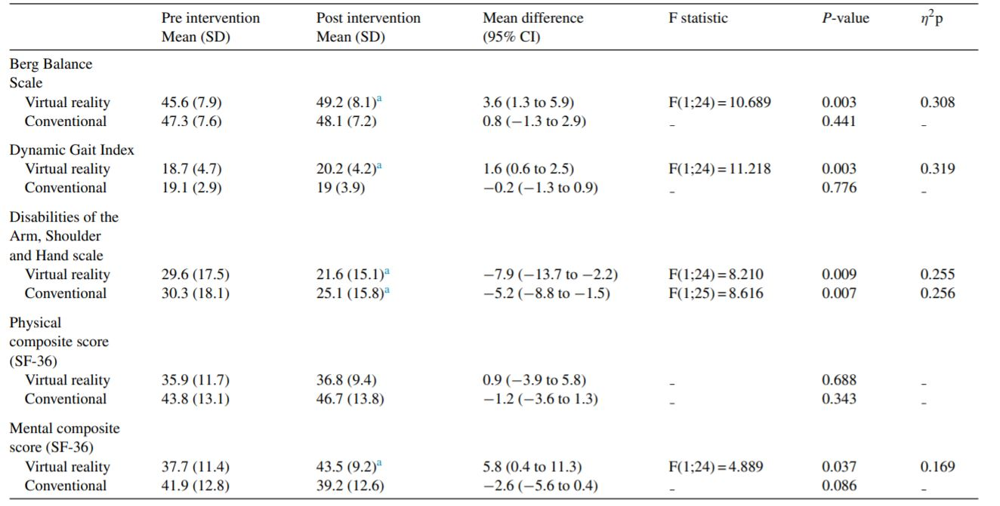 Pre intervention Post intervention Mean difference F statistic P-value η²p
Mean (SD) Mean (SD) (95% CI)
Berg Balance
Scale
Virtual reality 45.6 (7.9) 49.2 (8.1)ᵃ 3.6 (1.3 to 5.9) F(1;24) = 10.689 0.003 0.308
Conventional 47.3 (7.6) 48.1 (7.2) 0.8 (−1.3 to 2.9) - 0.441 -
Dynamic Gait Index
Virtual reality 18.7 (4.7) 20.2 (4.2)ᵃ 1.6 (0.6 to 2.5) F(1;24) = 11.218 0.003 0.319
Conventional 19.1 (2.9) 19 (3.9) −0.2 (−1.3 to 0.9) - 0.776 -
Disabilities of the
Arm, Shoulder
and Hand scale
Virtual reality 29.6 (17.5) 21.6 (15.1)ᵃ −7.9 (−13.7 to −2.2) F(1;24) = 8.210 0.009 0.255
Conventional 30.3 (18.1) 25.1 (15.8)ᵃ −5.2 (−8.8 to −1.5) F(1;25) = 8.616 0.007 0.256
Physical
composite score
(SF-36)
Virtual reality 35.9 (11.7) 36.8 (9.4) 0.9 (−3.9 to 5.8) - 0.688 -
Conventional 43.8 (13.1) 46.7 (13.8) −1.2 (−3.6 to 1.3) - 0.343 -
Mental composite
score (SF-36)
Virtual reality 37.7 (11.4) 43.5 (9.2)ᵃ 5.8 (0.4 to 11.3) F(1;24) = 4.889 0.037 0.169
Conventional 41.9 (12.8) 39.2 (12.6) −2.6 (−5.6 to 0.4) - 0.086 -